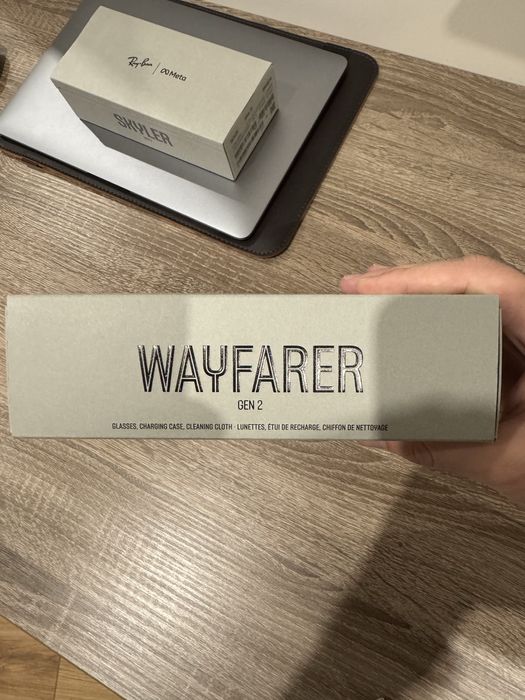 Ray-Ban | Meta
SKYLER
WAYFARER
GEN 2
GLASSES, CHARGING CASE, CLEANING CLOTH · LUNETTES, ÉTUI DE RECHARGE, CHIFFON DE NETTOYAGE